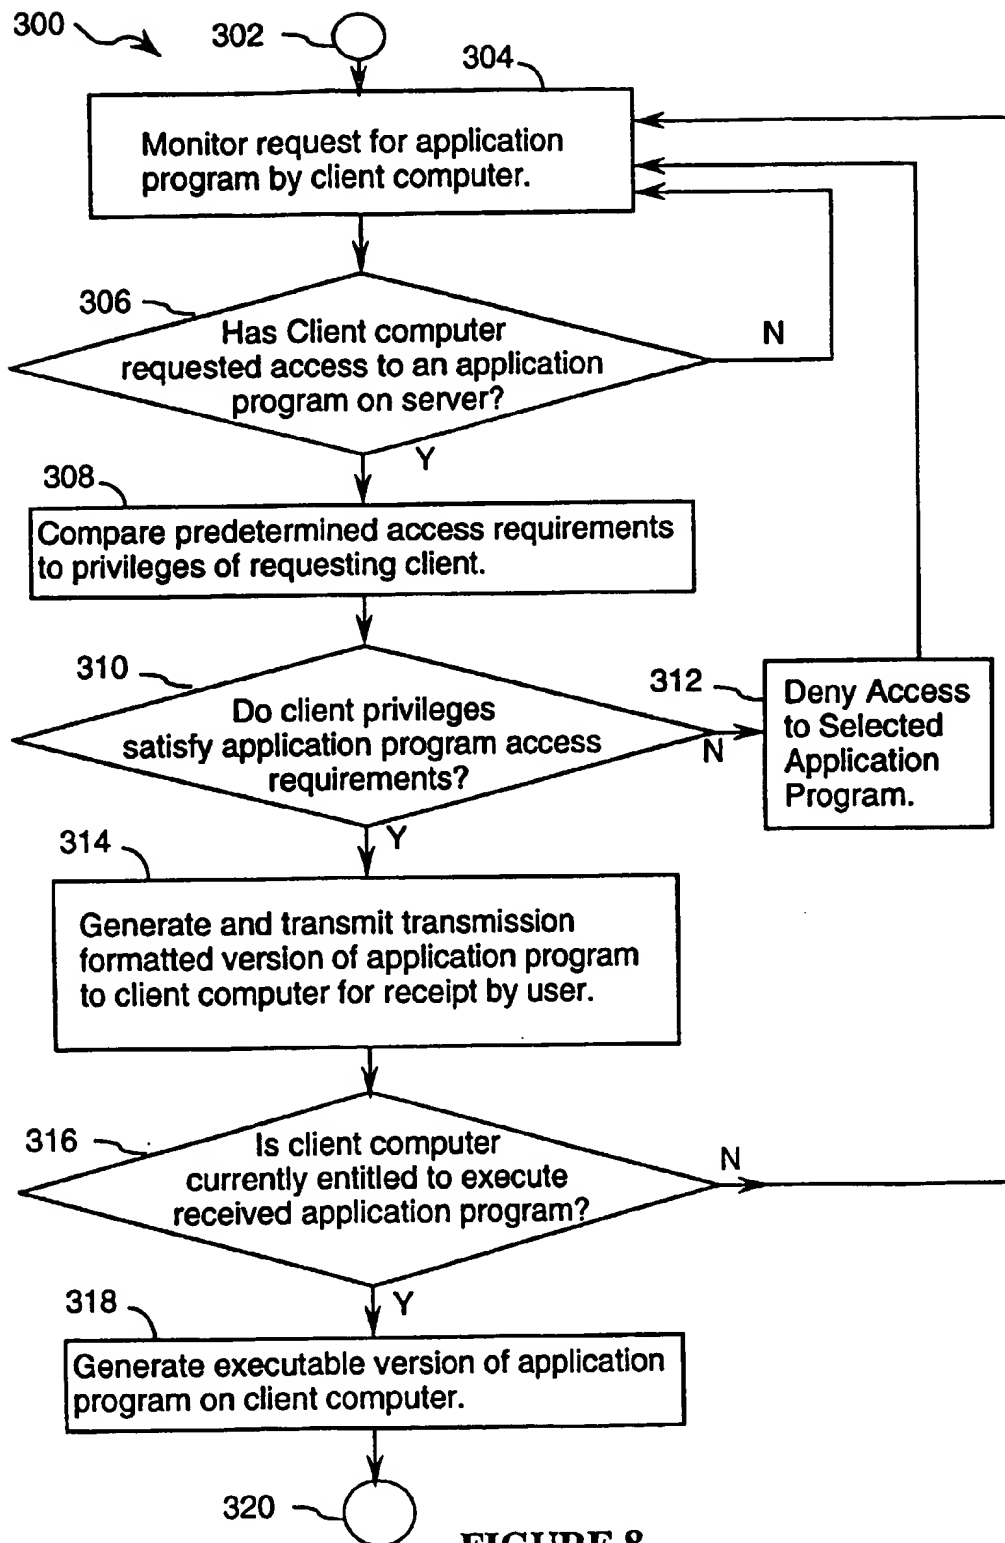 300
302
304
Monitor request for application
program by client computer.
306
Has Client computer
requested access to an application
program on server?
N
Y
308
Compare predetermined access requirements
to privileges of requesting client.
310
Do client privileges
satisfy application program access
requirements?
N
312
Deny Access
to Selected
Application
Program.
Y
314
Generate and transmit transmission
formatted version of application program
to client computer for receipt by user.
316
Is client computer
currently entitled to execute
received application program?
N
Y
318
Generate executable version of application
program on client computer.
320
FIGURE 8